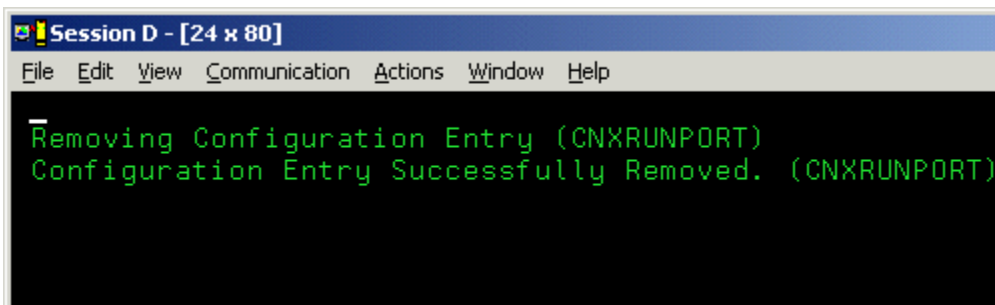 Session D - [24 x 80]
File Edit View Communication Actions Window Help
Removing Configuration Entry (CNXRUNPORT)
Configuration Entry Successfully Removed. (CNXRUNPORT)